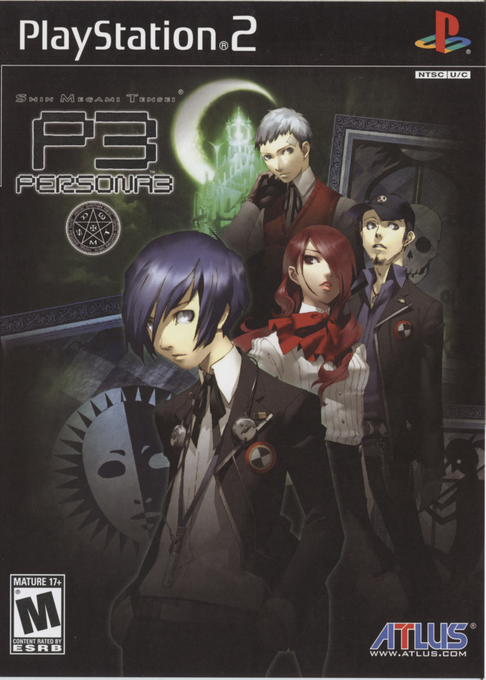 PlayStation®2
NTSC U/C
SHIN MEGAMI TENSEI®
P3
PERSONA3
MATURE 17+
M®
CONTENT RATED BY
ESRB
ATLUS®
WWW.ATLUS.COM